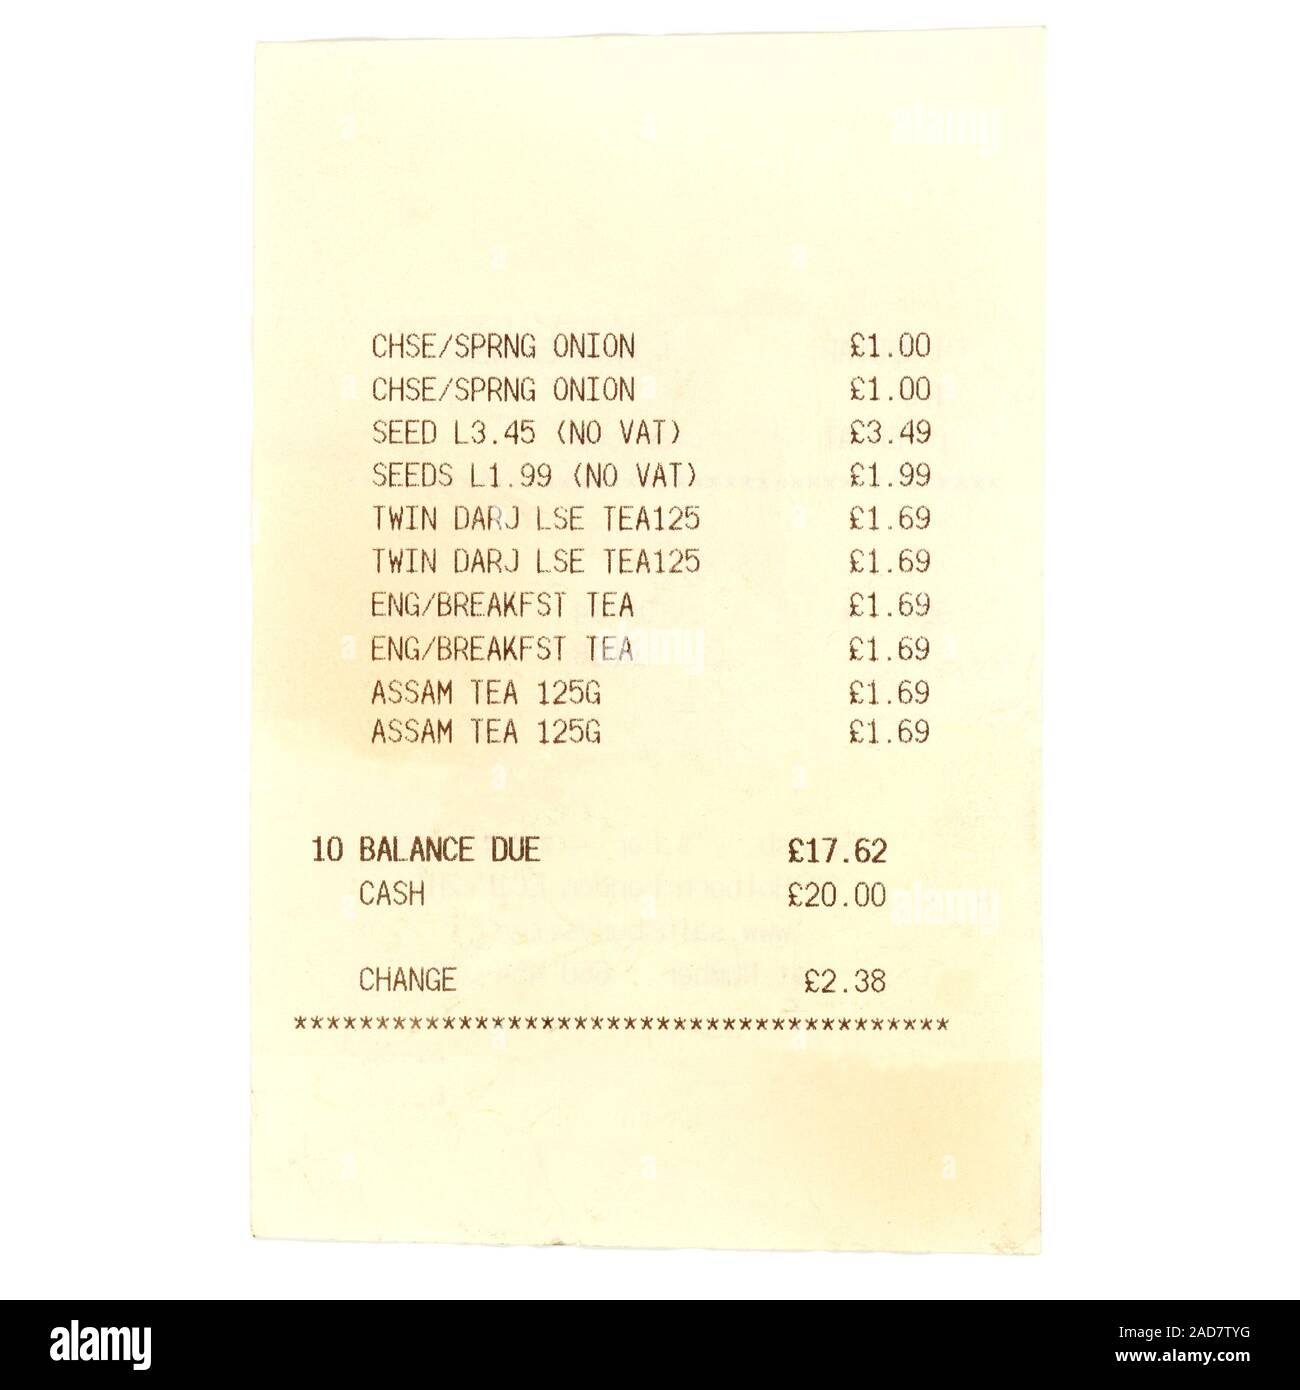 CHSE/SPRNG ONION £1.00
CHSE/SPRNG ONION £1.00
SEED L3.45 (NO VAT) £3.49
SEEDS L1.99 (NO VAT) £1.99
TWIN DARJ LSE TEA125 £1.69
TWIN DARJ LSE TEA125 £1.69
ENG/BREAKFST TEA £1.69
ENG/BREAKFST TEA £1.69
ASSAM TEA 125G £1.69
ASSAM TEA 125G £1.69
10 BALANCE DUE £17.62
CASH £20.00
CHANGE £2.38
****************************************
alamy
Image ID: 2AD7TYG
www.alamy.com